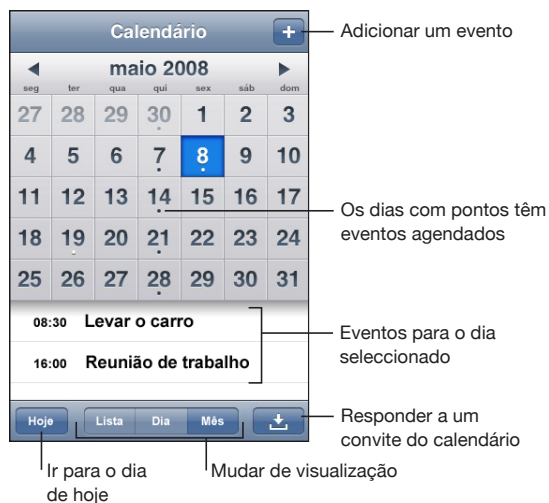 Calendário
+
Adicionar um evento
maio 2008
seg ter qua qui sex sáb dom
27 28 29 30 1 2 3
4 5 6 7 8 9 10
11 12 13 14 15 16 17
Os dias com pontos têm
eventos agendados
18 19 20 21 22 23 24
25 26 27 28 29 30 31
08:30 Levar o carro
16:00 Reunião de trabalho
Eventos para o dia
seleccionado
Hoje Lista Dia Mês
Responder a um
convite do calendário
Ir para o dia
de hoje
Mudar de visualização